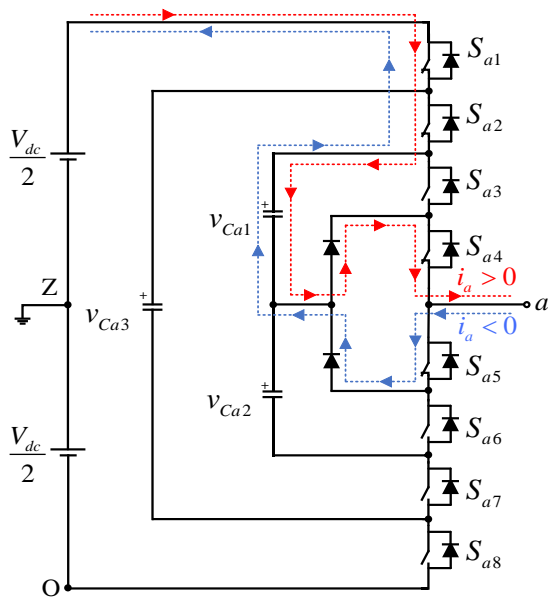 S_{a1}
S_{a2}
V_{dc}/2
S_{a3}
+
v_{Ca1}
S_{a4}
Z
+
v_{Ca3}
i_a > 0
a
i_a < 0
S_{a5}
+
v_{Ca2}
S_{a6}
V_{dc}/2
S_{a7}
S_{a8}
O